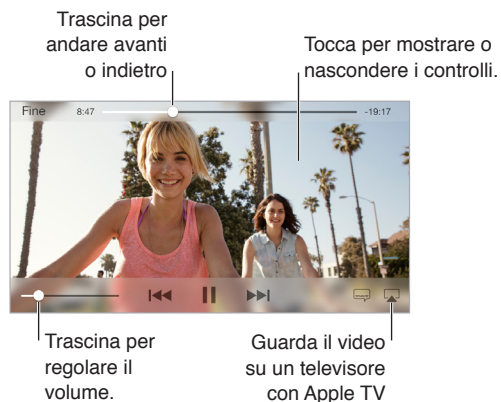 Trascina per
andare avanti
o indietro
Tocca per mostrare o
nascondere i controlli.
Fine
8:47
-19:17
Trascina per
regolare il
volume.
Guarda il video
su un televisore
con Apple TV